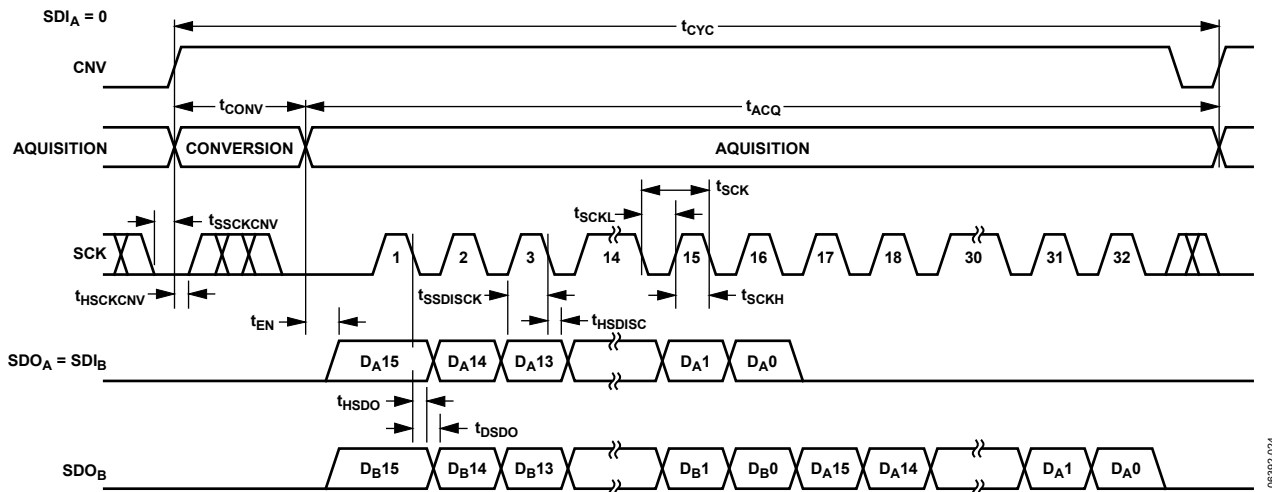 SDIA = 0
tCYC
CNV
tCONV
tACQ
AQUISITION
CONVERSION
AQUISITION
tSCK
tSCKL
tSSCKCNV
SCK
1 2 3 14 15 16 17 18 30 31 32
tHSCKCNV
tSSDISCK
tSCKH
tEN
tHSDISC
SDOA = SDIB
DA15 DA14 DA13 DA1 DA0
tHSDO
tDSDO
SDOB
DB15 DB14 DB13 DB1 DB0 DA15 DA14 DA1 DA0
06392-024